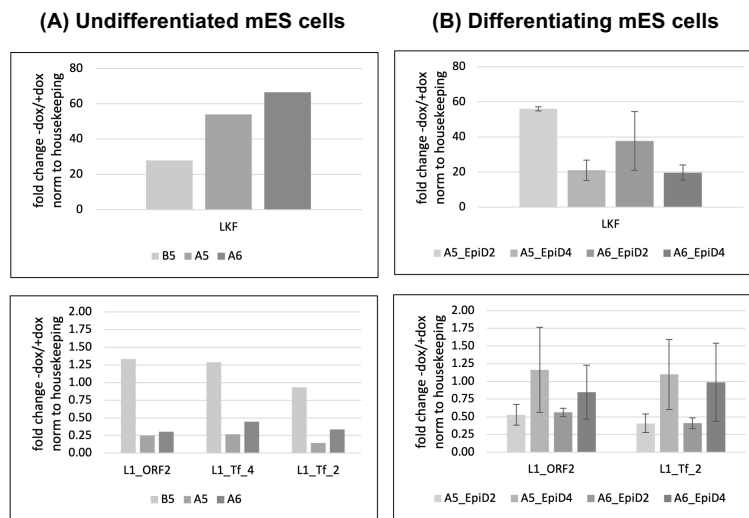 (A) Undifferentiated mES cells
fold change -dox/+dox
norm to housekeeping
80
60
40
20
0
LKF
B5 A5 A6
fold change -dox/+dox
norm to housekeeping
2.00
1.75
1.50
1.25
1.00
0.75
0.50
0.25
0.00
L1_ORF2 L1_Tf_4 L1_Tf_2
B5 A5 A6
(B) Differentiating mES cells
fold change -dox/+dox
norm to housekeeping
80
60
40
20
0
LKF
A5_EpiD2 A5_EpiD4 A6_EpiD2 A6_EpiD4
fold change -dox/+dox
norm to housekeeping
2.00
1.75
1.50
1.25
1.00
0.75
0.50
0.25
0.00
L1_ORF2 L1_Tf_2
A5_EpiD2 A5_EpiD4 A6_EpiD2 A6_EpiD4